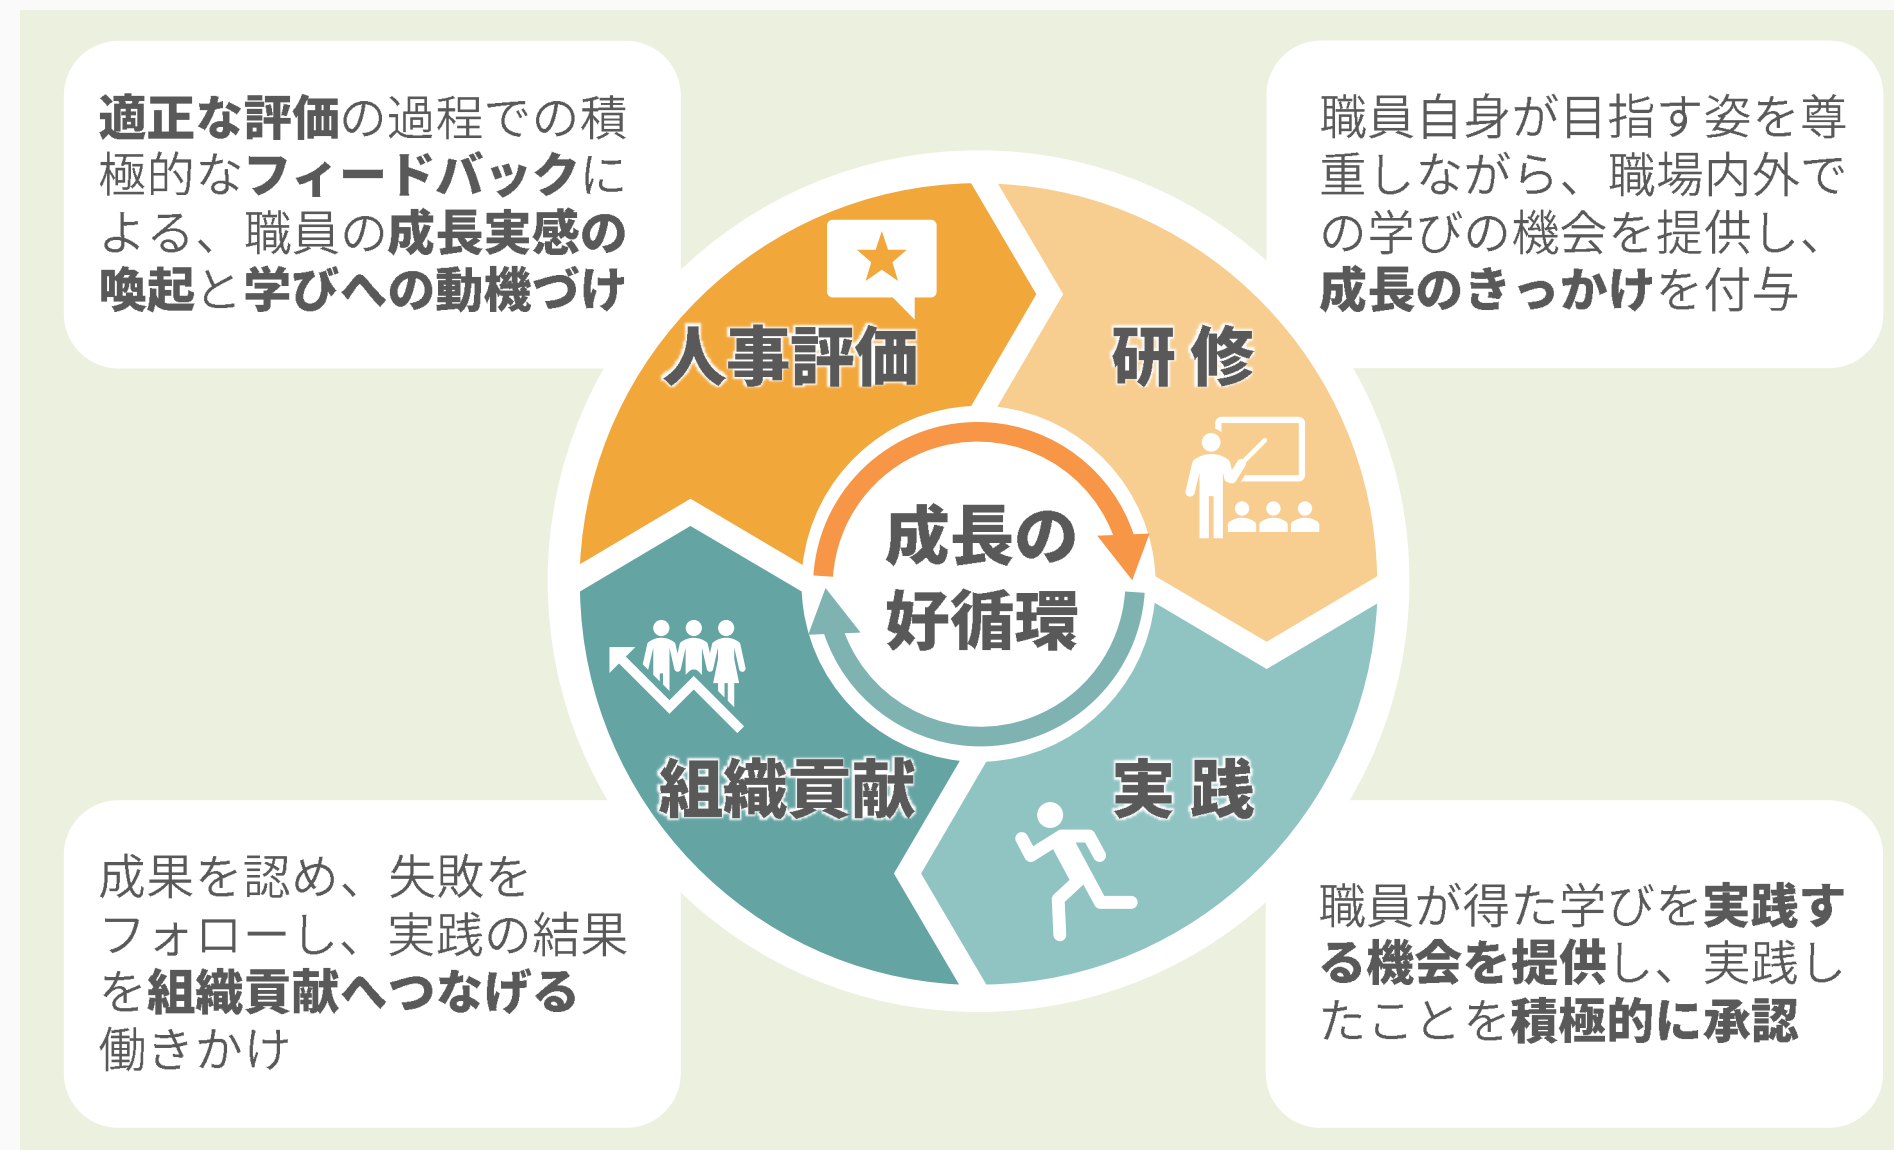 適正な評価の過程での積
極的なフィードバックに
よる、職員の成長実感の
喚起と学びへの動機づけ
職員自身が目指す姿を尊
重しながら、職場内外で
の学びの機会を提供し、
成長のきっかけを付与
人事評価
研修
成長の
好循環
組織貢献
実践
成果を認め、失敗を
フォローし、実践の結果
を組織貢献へつなげる
働きかけ
職員が得た学びを実践す
る機会を提供し、実践し
たことを積極的に承認